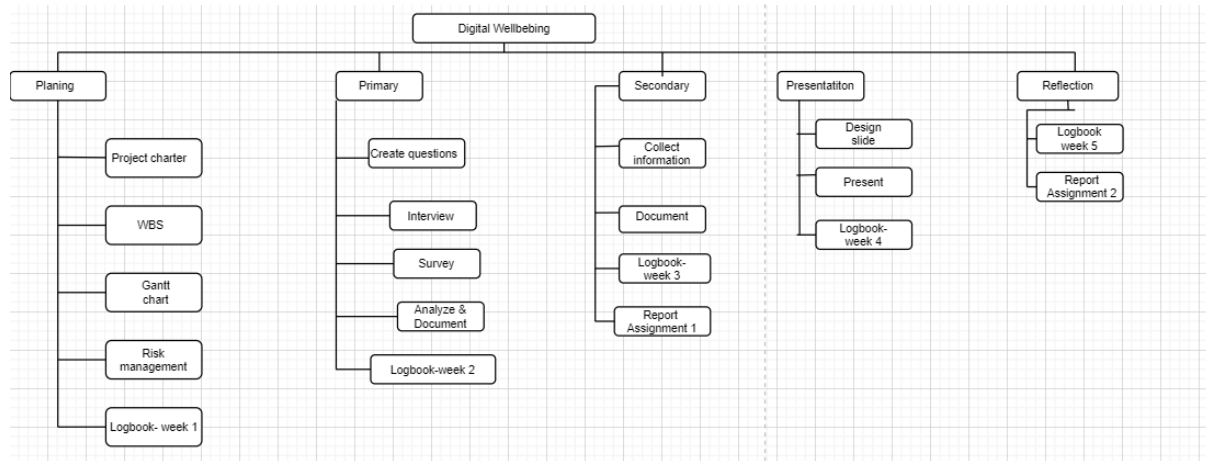 Digital Wellbebing
Planing
Primary
Secondary
Presentatiton
Reflection
Project charter
WBS
Gantt
chart
Risk
management
Logbook- week 1
Create questions
Interview
Survey
Analyze &
Document
Logbook-week 2
Collect
information
Document
Logbook-
week 3
Report
Assignment 1
Design
slide
Present
Logbook-
week 4
Logbook
week 5
Report
Assignment 2